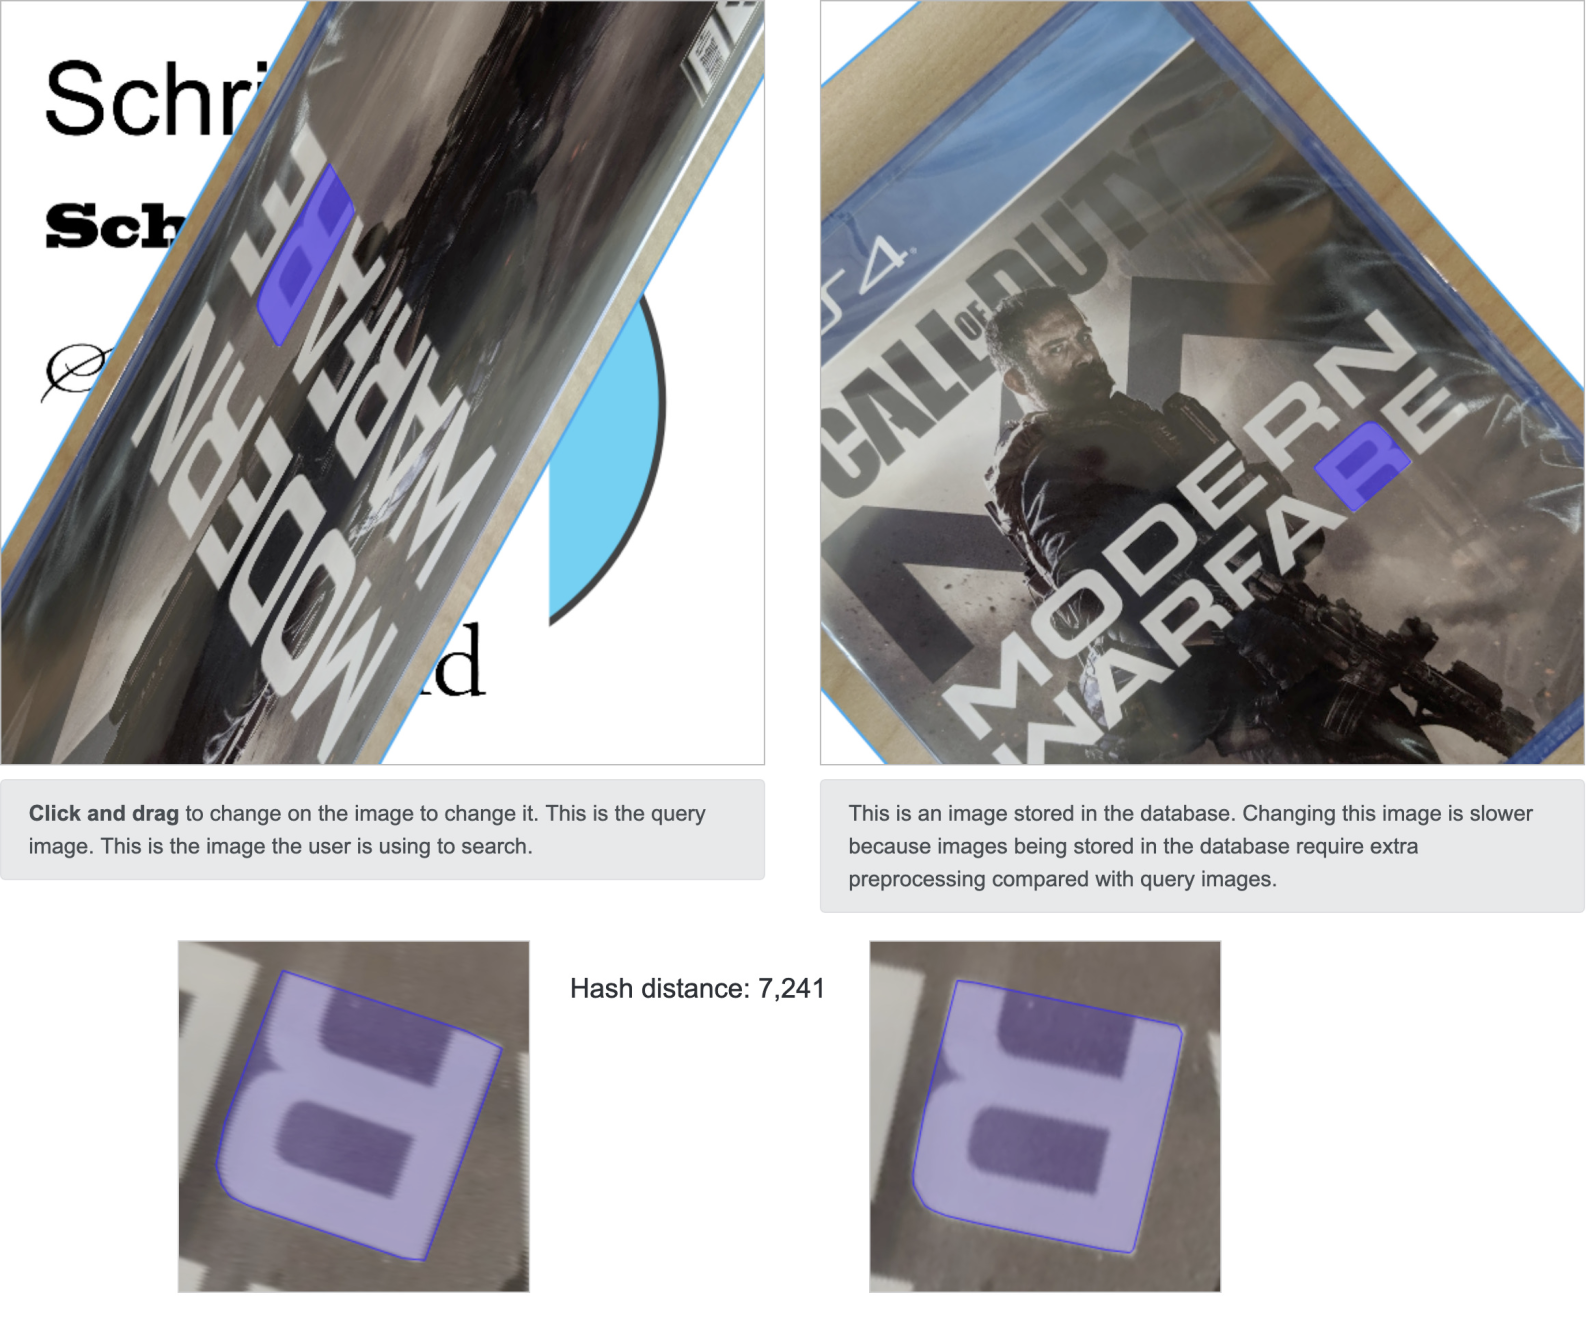 Schri
Sch
d
WARFARE
MODERN
S4
CALL OF DUTY
MODERN
WARFARE
Click and drag to change on the image to change it. This is the query
image. This is the image the user is using to search.
This is an image stored in the database. Changing this image is slower
because images being stored in the database require extra
preprocessing compared with query images.
Hash distance: 7,241
R
R